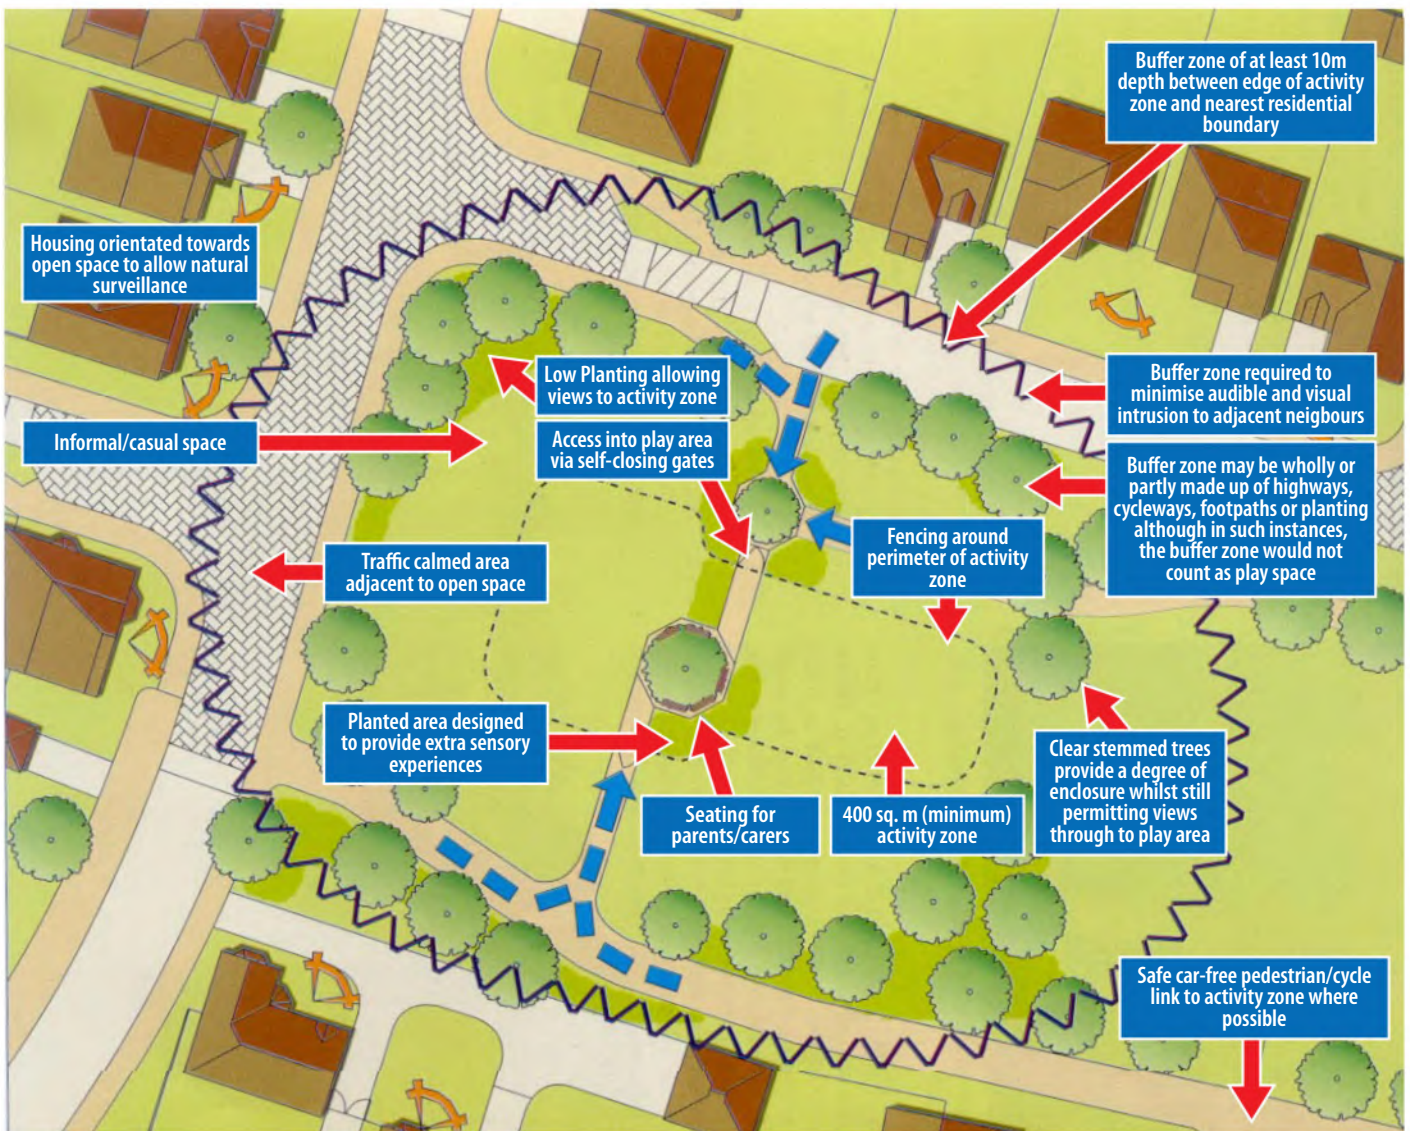 Buffer zone of at least 10m
depth between edge of activity
zone and nearest residential
boundary
Housing orientated towards
open space to allow natural
surveillance
Low Planting allowing
views to activity zone
Buffer zone required to
minimise audible and visual
intrusion to adjacent neigbours
Informal/casual space
Access into play area
via self-closing gates
Buffer zone may be wholly or
partly made up of highways,
cycleways, footpaths or planting
although in such instances,
the buffer zone would not
count as play space
Fencing around
perimeter of activity
zone
Traffic calmed area
adjacent to open space
Planted area designed
to provide extra sensory
experiences
Clear stemmed trees
provide a degree of
enclosure whilst still
permitting views
through to play area
Seating for
parents/carers
400 sq. m (minimum)
activity zone
Safe car-free pedestrian/cycle
link to activity zone where
possible